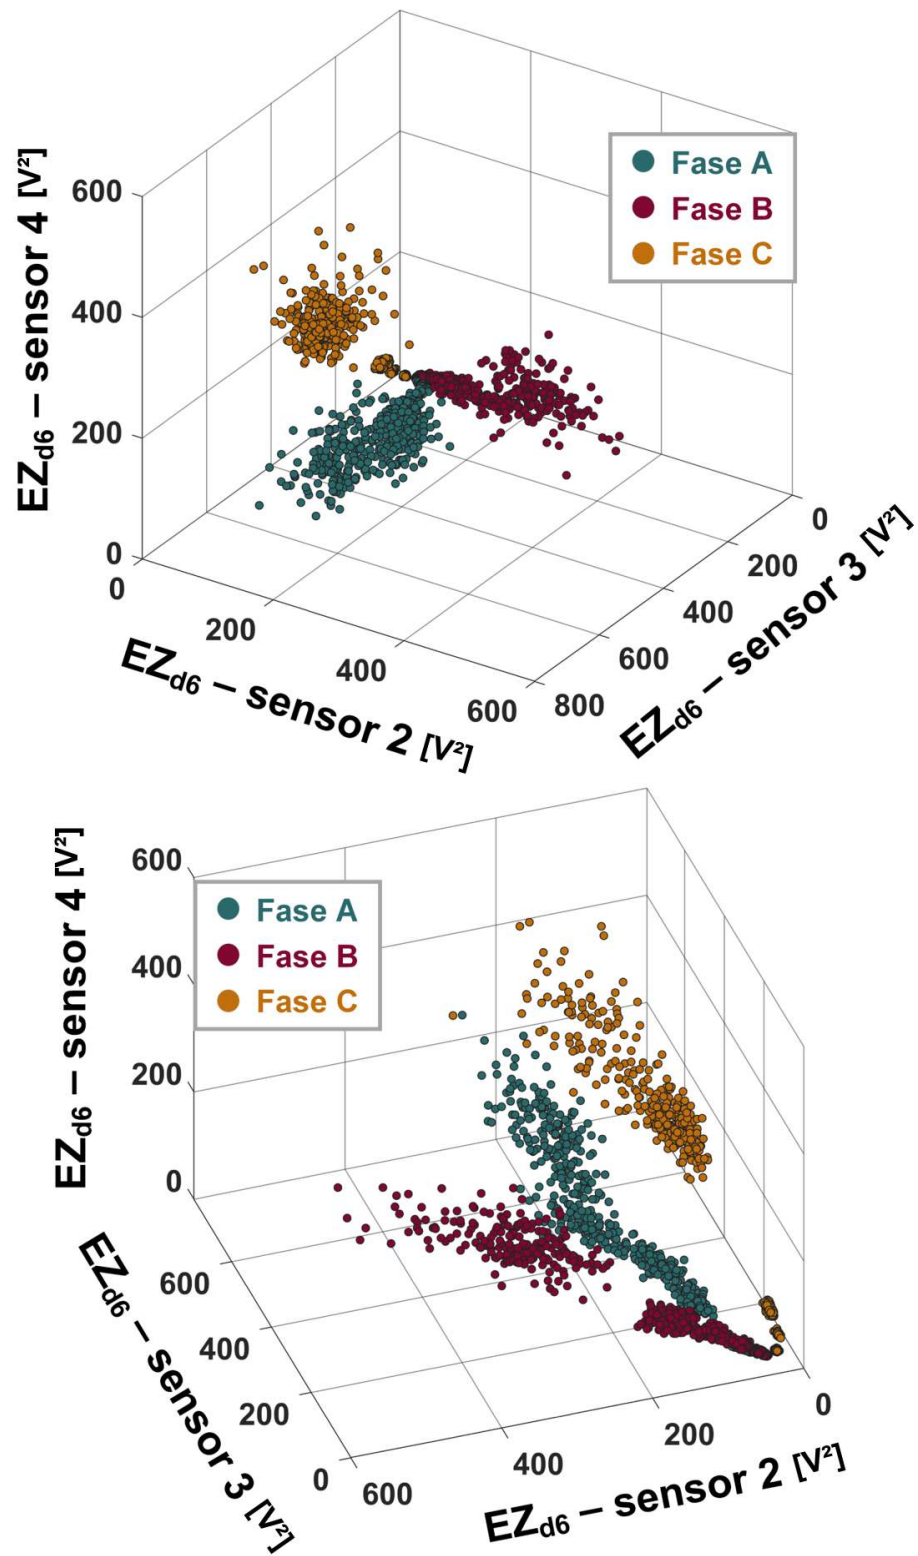 600
400
200
0
EZd6 – sensor 4 [V²]
Fase A
Fase B
Fase C
0
200
400
600
EZd6 – sensor 2 [V²]
0
200
400
600
800
EZd6 – sensor 3 [V²]
600
400
200
0
EZd6 – sensor 4 [V²]
Fase A
Fase B
Fase C
600
400
200
0
EZd6 – sensor 3 [V²]
600
400
200
0
EZd6 – sensor 2 [V²]